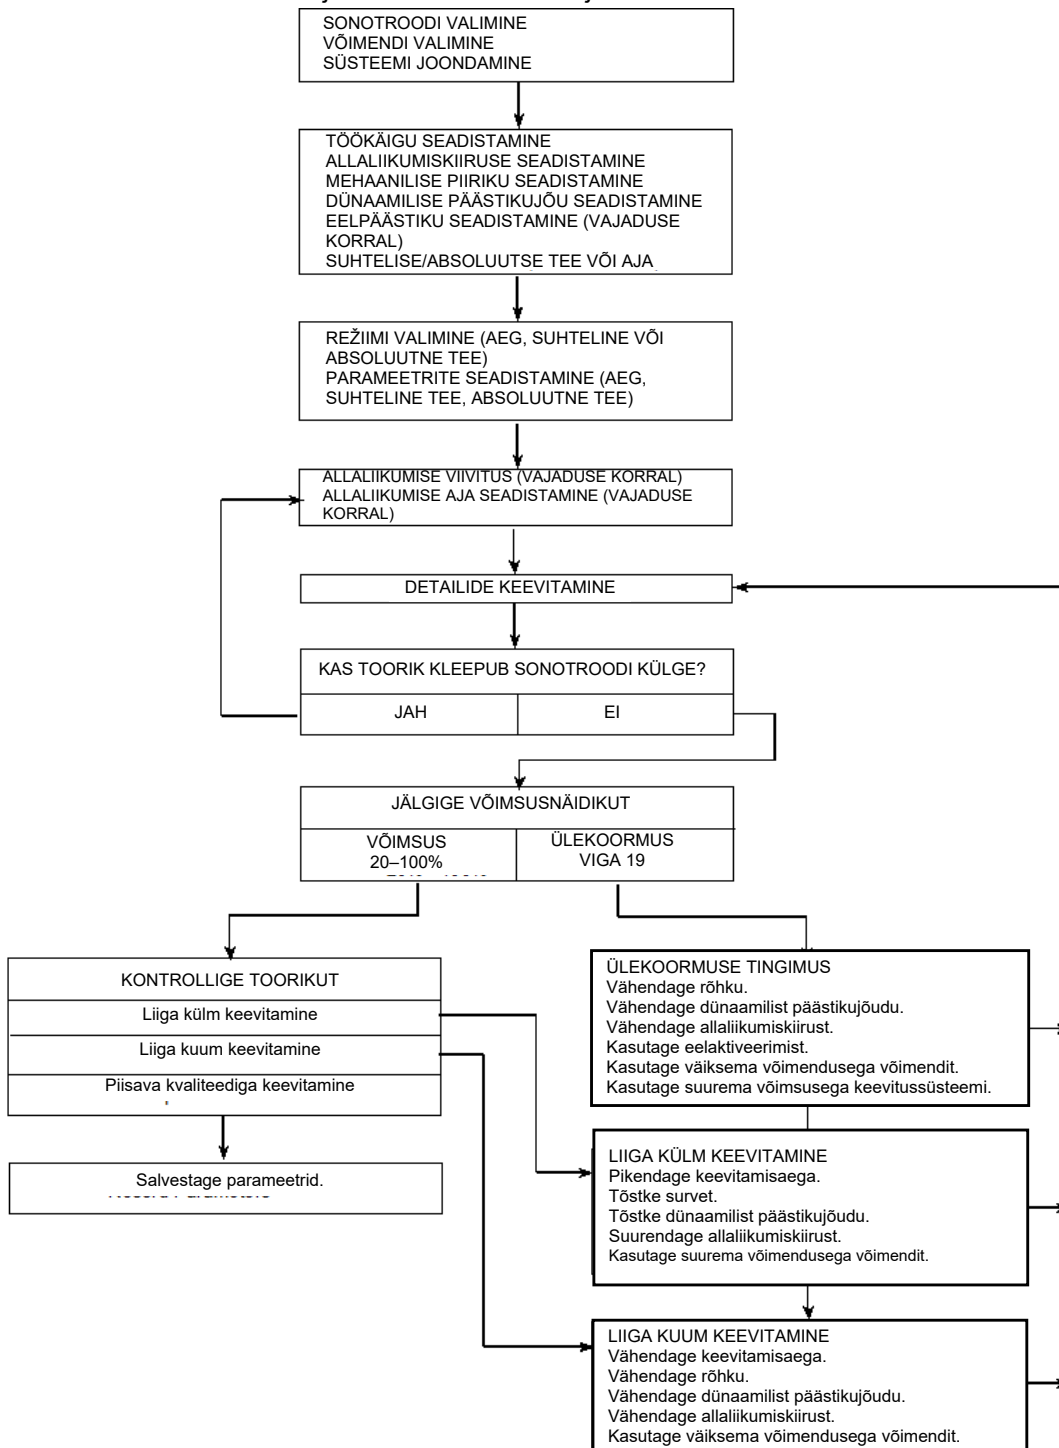 SONOTROODI VALIMINE
VÕIMENDI VALIMINE
SÜSTEEMI JOONDAMINE
TÖÖKÄIGU SEADISTAMINE
ALLALIIKUMISKIIRUSE SEADISTAMINE
MEHAANILISE PIIRIKU SEADISTAMINE
DÜNAAMILISE PÄÄSTIKUJÕU SEADISTAMINE
EELPÄÄSTIKU SEADISTAMINE (VAJADUSE
KORRAL)
SUHTELISE/ABSOLUUTSE TEE VÕI AJA
REŽIIMI VALIMINE (AEG, SUHTELINE VÕI
ABSOLUUTNE TEE)
PARAMEETRITE SEADISTAMINE (AEG,
SUHTELINE TEE, ABSOLUUTNE TEE)
ALLALIIKUMISE VIIVITUS (VAJADUSE KORRAL)
ALLALIIKUMISE AJA SEADISTAMINE (VAJADUSE
KORRAL)
DETAILIDE KEEVITAMINE
KAS TOORIK KLEEPUB SONOTROODI KÜLGE?
JAH
EI
JÄLGIGE VÕIMSUSNÄIDIKUT
VÕIMSUS
20–100%
ÜLEKOORMUS
VIGA 19
KONTROLLIGE TOORIKUT
Liiga külm keevitamine
Liiga kuum keevitamine
Piisava kvaliteediga keevitamine
Salvestage parameetrid.
ÜLEKOORMUSE TINGIMUS
Vähendage rõhku.
Vähendage dünaamilist päästikujõudu.
Vähendage allaliikumiskiirust.
Kasutage eelaktiveerimist.
Kasutage väiksema võimendusega võimendit.
Kasutage suurema võimsusega keevitussüsteemi.
LIIGA KÜLM KEEVITAMINE
Pikendage keevitamisaega.
Tõstke survet.
Tõstke dünaamilist päästikujõudu.
Suurendage allaliikumiskiirust.
Kasutage suurema võimendusega võimendit.
LIIGA KUUM KEEVITAMINE
Vähendage keevitamisaega.
Vähendage rõhku.
Vähendage dünaamilist päästikujõudu.
Vähendage allaliikumiskiirust.
Kasutage väiksema võimendusega võimendit.